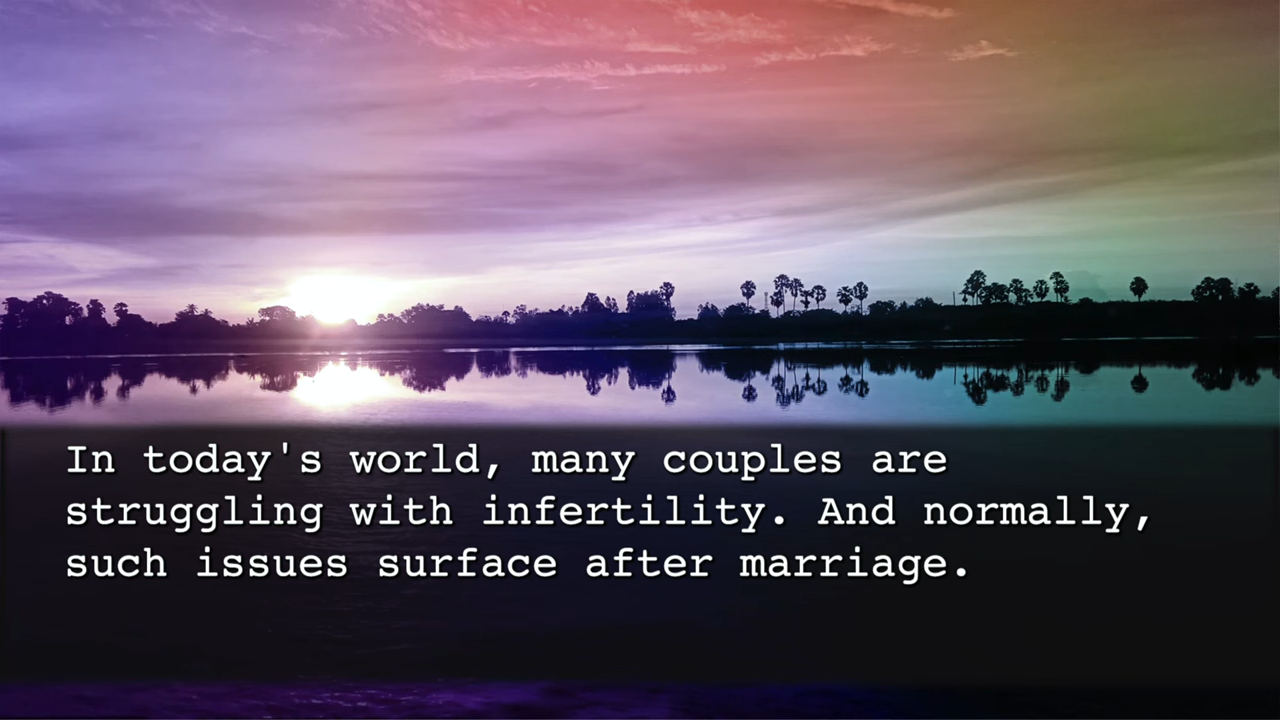 In today's world, many couples are
struggling with infertility. And normally,
such issues surface after marriage.